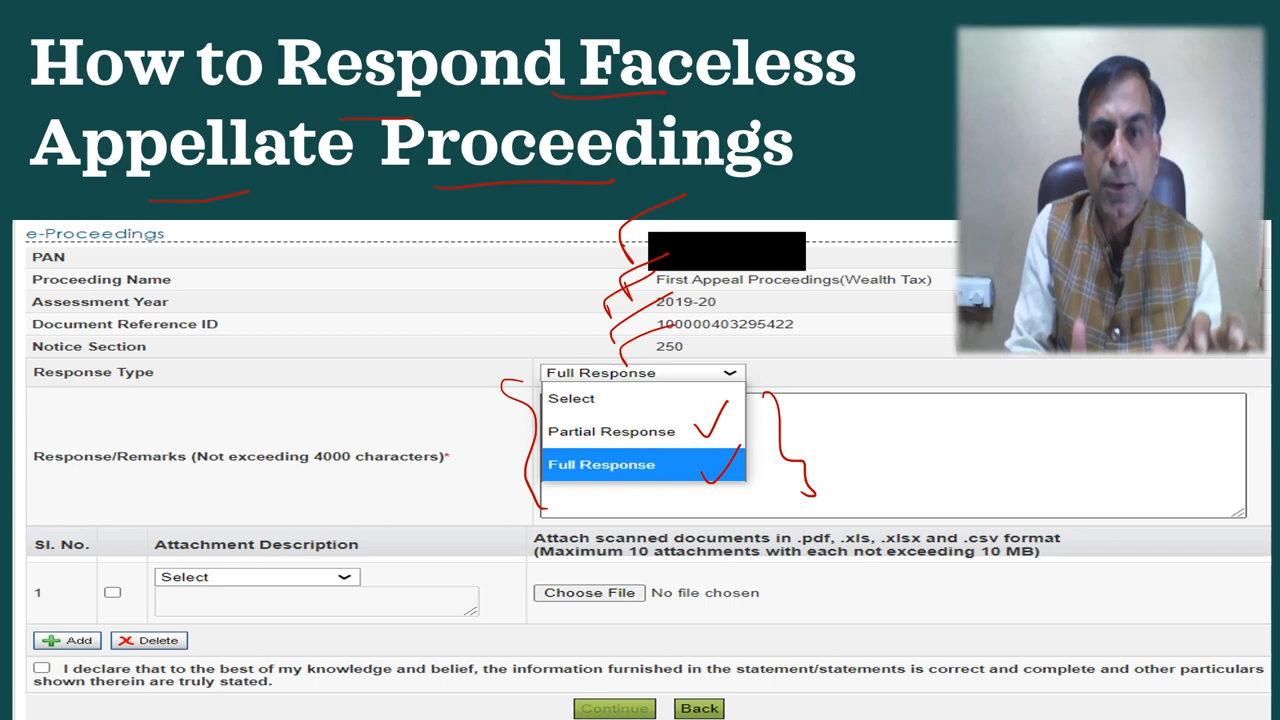 How to Respond Faceless
Appellate Proceedings
e-Proceedings
PAN
Proceeding Name First Appeal Proceedings(Wealth Tax)
Assessment Year 2019-20
Document Reference ID 100000403295422
Notice Section 250
Response Type Full Response
Select
Partial Response
Full Response
Response/Remarks (Not exceeding 4000 characters)*
Sl. No. Attachment Description Attach scanned documents in .pdf, .xls, .xlsx and .csv format
(Maximum 10 attachments with each not exceeding 10 MB)
Select
1 Choose File No file chosen
Add Delete
I declare that to the best of my knowledge and belief, the information furnished in the statement/statements is correct and complete and other particulars
shown therein are truly stated.
Continue Back